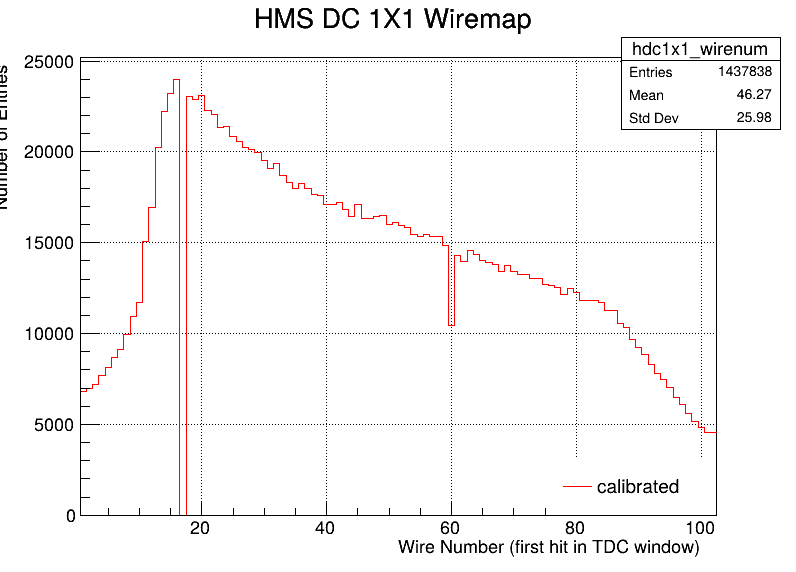 HMS DC 1X1 Wiremap
hdc1x1_wirenum
Entries 1437838
Mean 46.27
Std Dev 25.98
Number of Entries
25000
20000
15000
10000
5000
0
20 40 60 80 100
calibrated
Wire Number (first hit in TDC window)